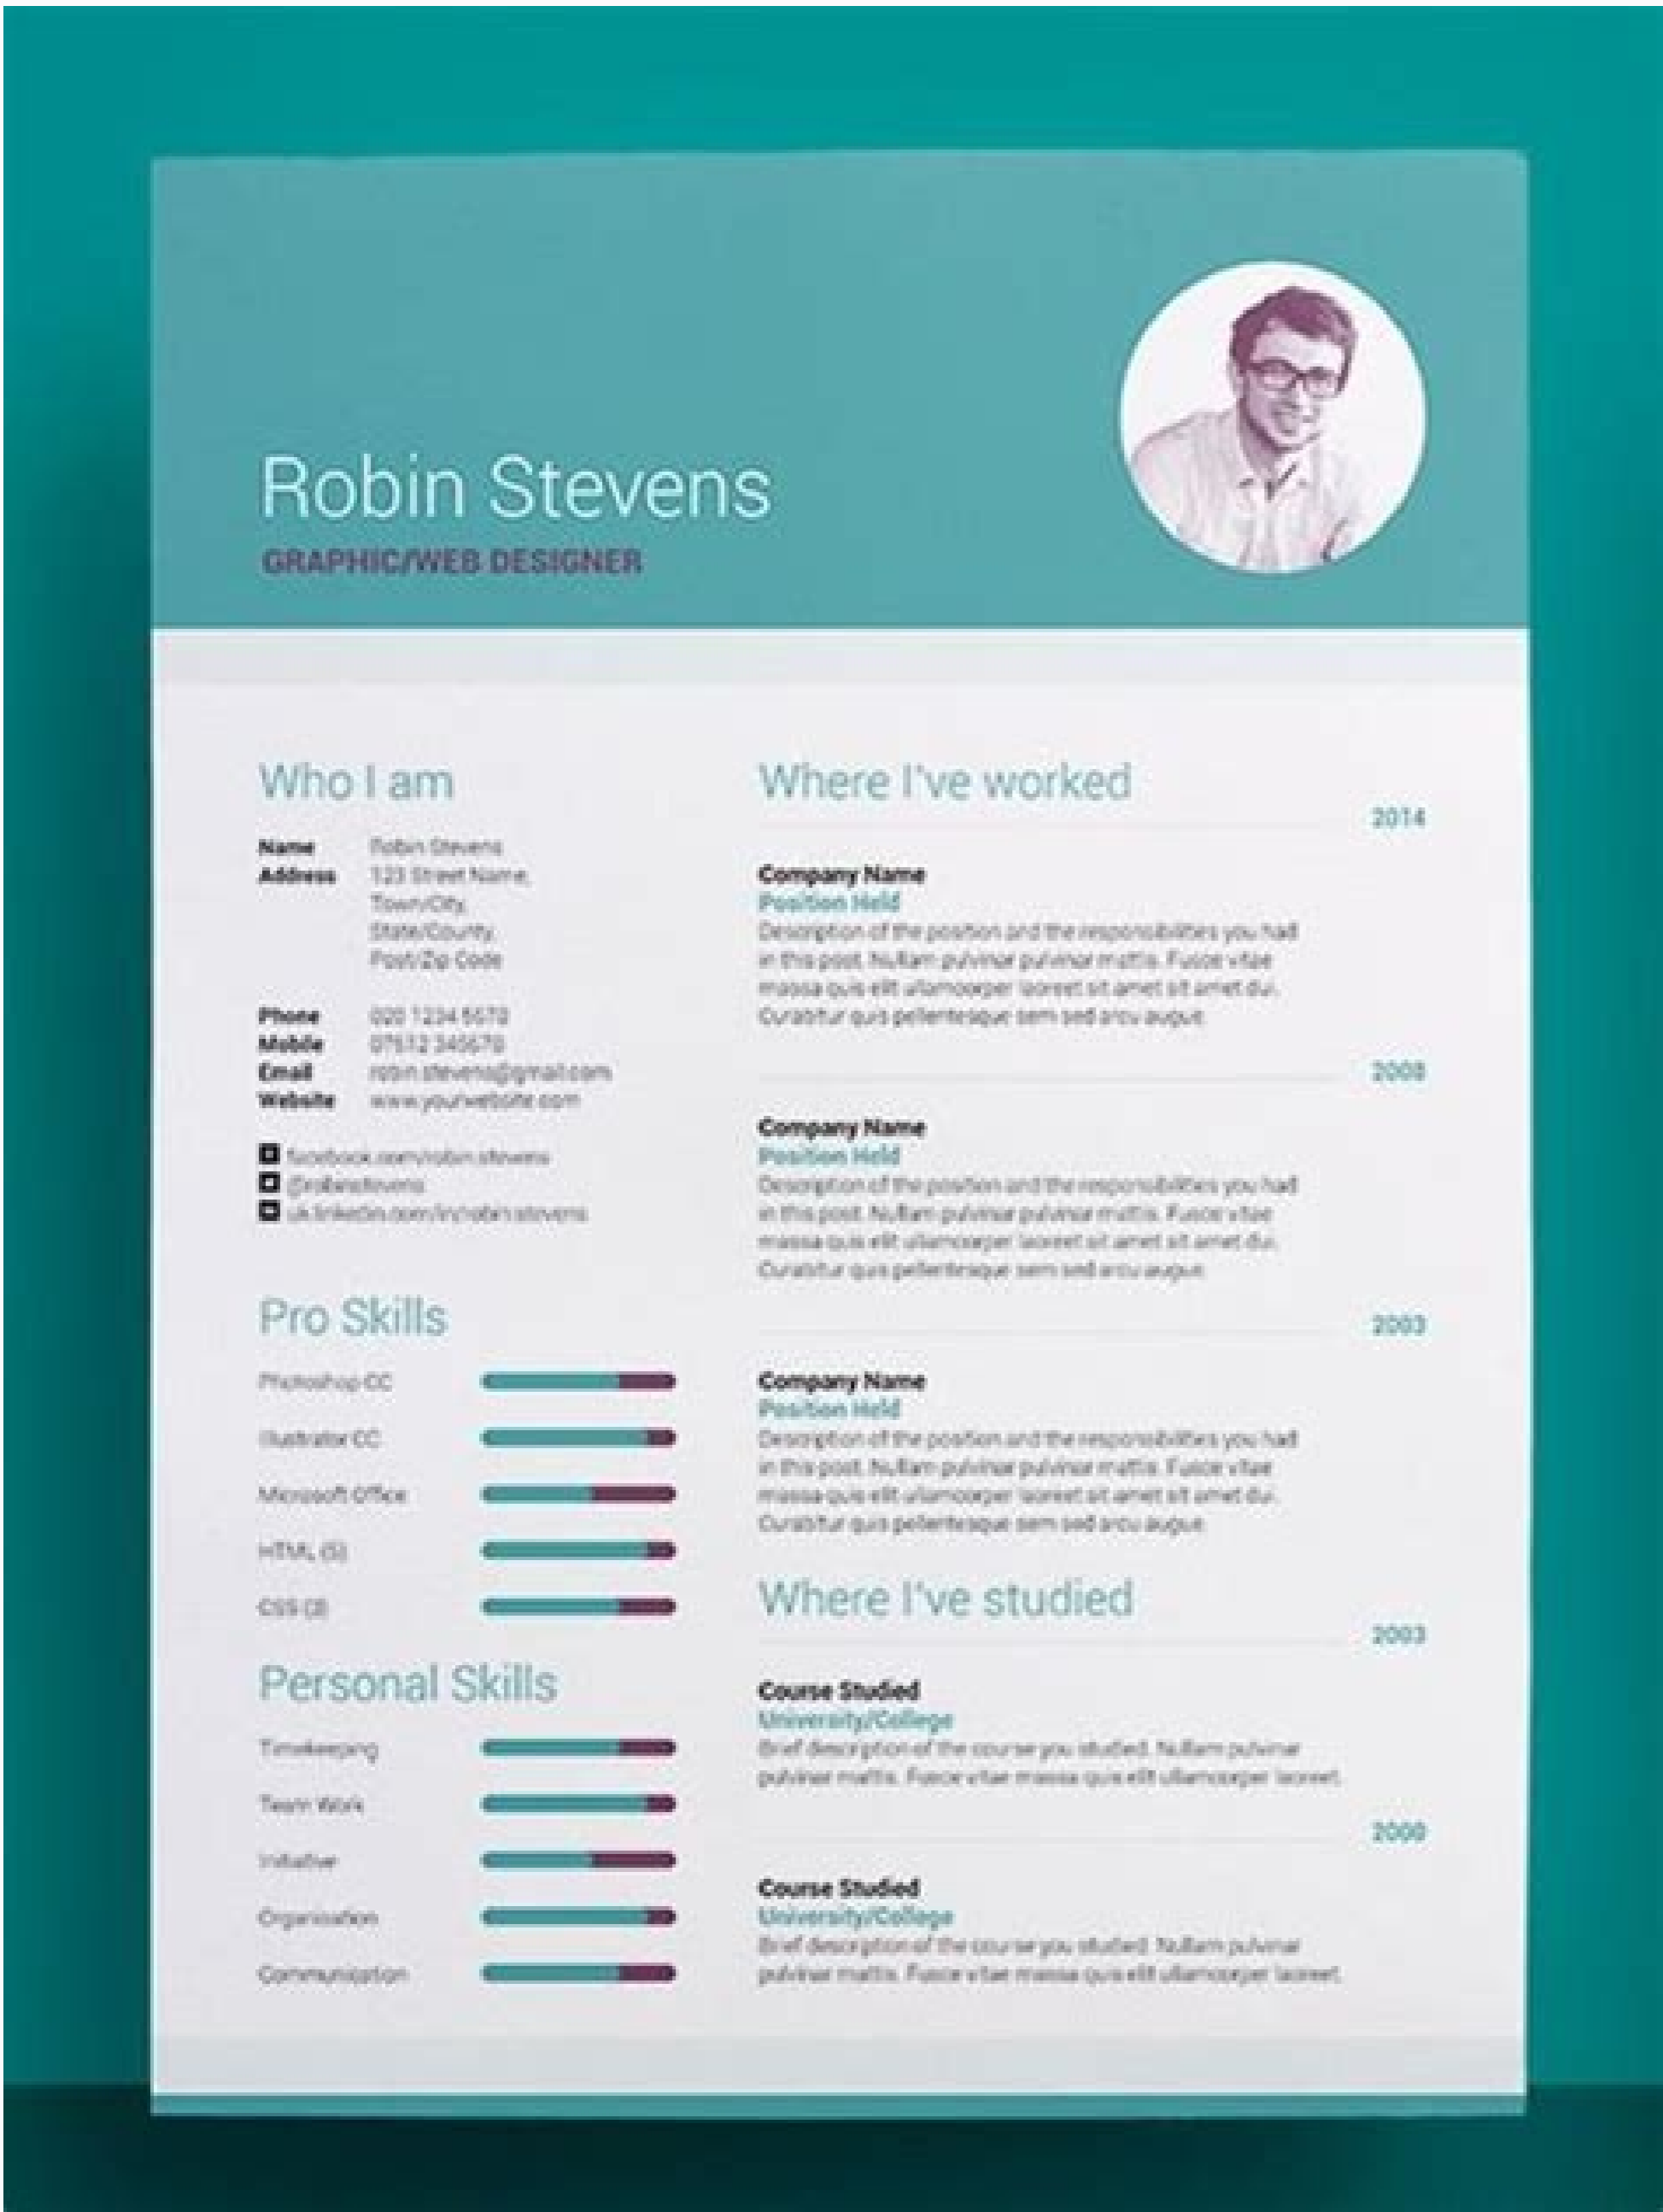 Robin Stevens
GRAPHIC/WEB DESIGNER
Who I am
Name Robin Stevens
Address 123 Street Name,
Town/City,
State/County,
Post/Zip Code
Phone 020 1234 5678
Mobile 07512 345678
Email robin.stevens@gmail.com
Website www.yourwebsite.com
facebook.com/robin.stevens
@robinstevens
uk.linkedin.com/in/robin.stevens
Pro Skills
Photoshop CC
Illustrator CC
Microsoft Office
HTML (5)
CSS (3)
Personal Skills
Timekeeping
Team Work
Initiative
Organisation
Communication
Where I've worked
2014
Company Name
Position Held
Description of the position and the responsibilities you had
in this post. Nullam pulvinar pulvinar mattis. Fusce vitae
massa quis elit ullamcorper laoreet sit amet sit amet dui.
Curabitur quis pellentesque sem sed arcu augue.
2008
Company Name
Position Held
Description of the position and the responsibilities you had
in this post. Nullam pulvinar pulvinar mattis. Fusce vitae
massa quis elit ullamcorper laoreet sit amet sit amet dui.
Curabitur quis pellentesque sem sed arcu augue.
2003
Company Name
Position Held
Description of the position and the responsibilities you had
in this post. Nullam pulvinar pulvinar mattis. Fusce vitae
massa quis elit ullamcorper laoreet sit amet sit amet dui.
Curabitur quis pellentesque sem sed arcu augue.
Where I've studied
2003
Course Studied
University/College
Brief description of the course you studied. Nullam pulvinar
pulvinar mattis. Fusce vitae massa quis elit ullamcorper laoreet.
2000
Course Studied
University/College
Brief description of the course you studied. Nullam pulvinar
pulvinar mattis. Fusce vitae massa quis elit ullamcorper laoreet.